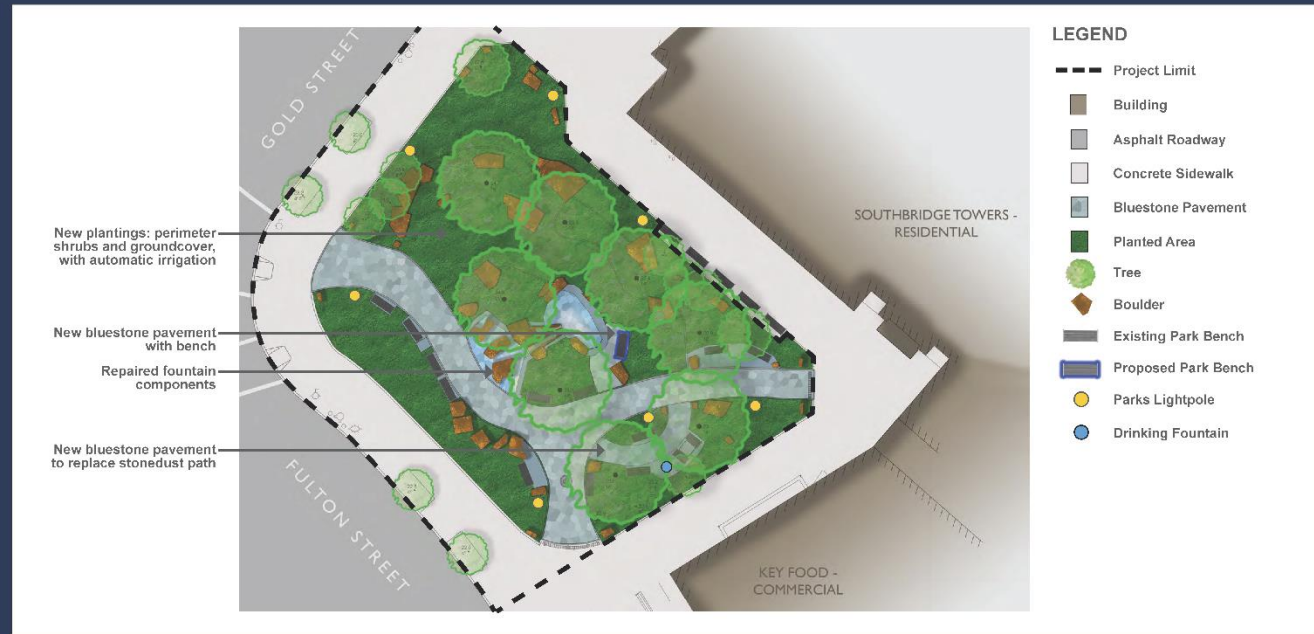 GOLD STREET
FULTON STREET
New plantings: perimeter
shrubs and groundcover,
with automatic irrigation
New bluestone pavement
with bench
Repaired fountain
components
New bluestone pavement
to replace stonedust path
SOUTHBRIDGE TOWERS -
RESIDENTIAL
KEY FOOD -
COMMERCIAL
LEGEND
Project Limit
Building
Asphalt Roadway
Concrete Sidewalk
Bluestone Pavement
Planted Area
Tree
Boulder
Existing Park Bench
Proposed Park Bench
Parks Lightpole
Drinking Fountain